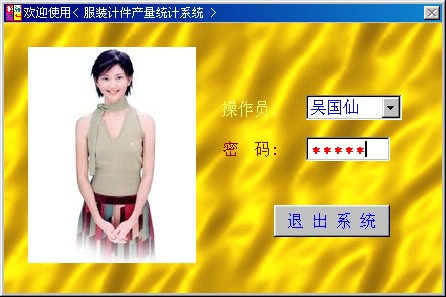 欢迎使用< 服装计件产量统计系统 >
操作员: 吴国仙
密 码: *****
退 出 系 统